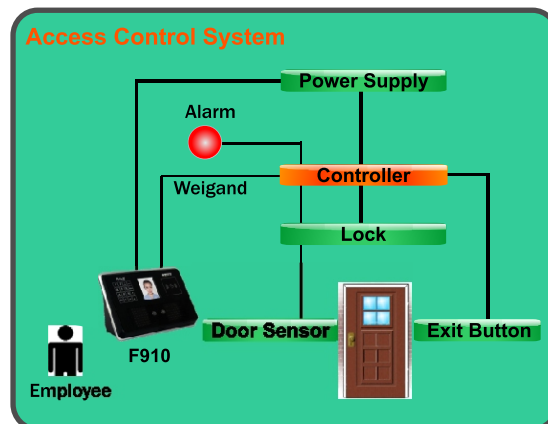 Access Control System
Power Supply
Alarm
Controller
Weigand
Lock
Door Sensor
Exit Button
F910
Employee